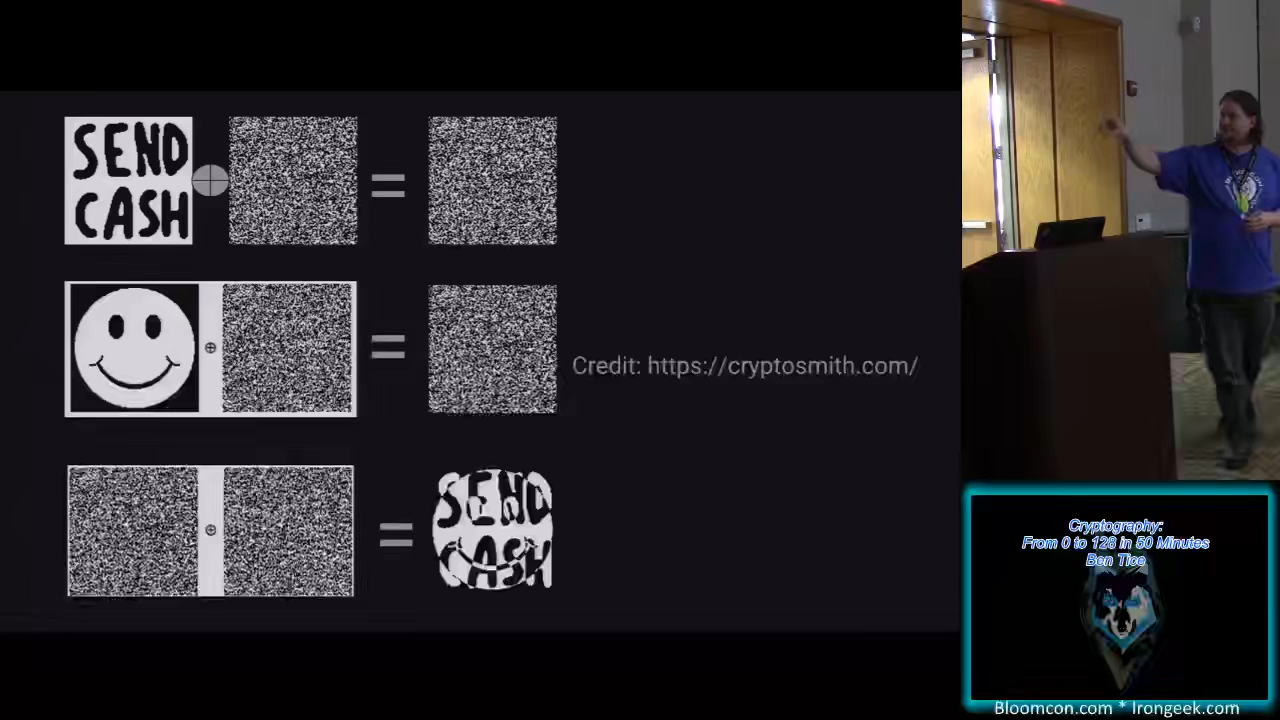 SEND
CASH
Credit: https://cryptosmith.com/
SEND
CASH
Cryptography:
From 0 to 128 in 50 Minutes
Ben Tice
Bloomcon.com * Irongeek.com